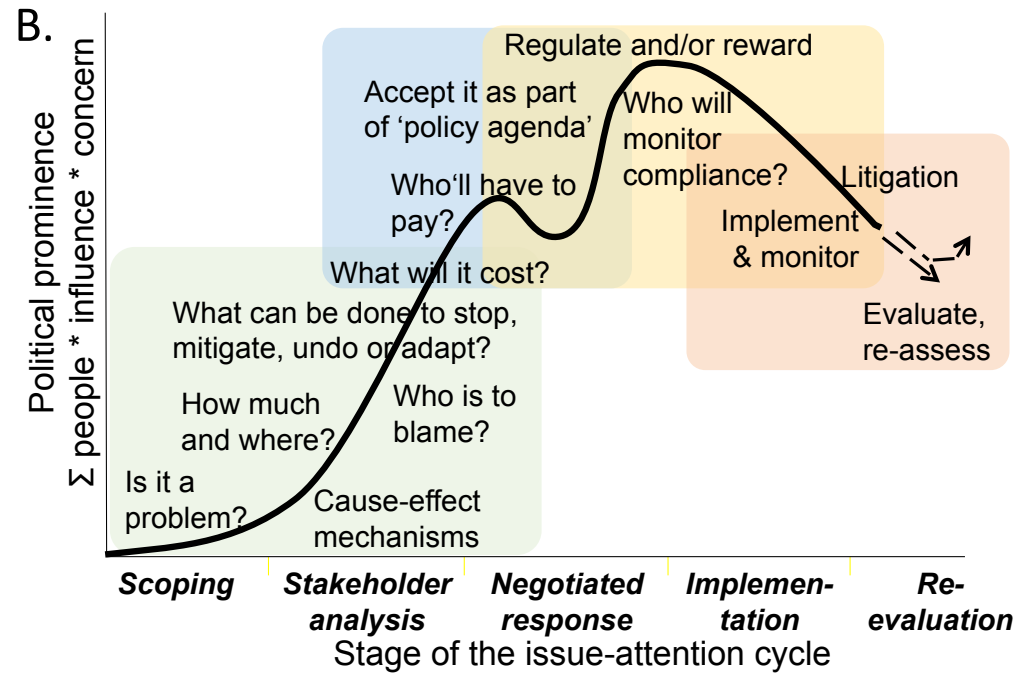 B.
Political prominence
Σ people * influence * concern
Regulate and/or reward
Accept it as part
of ‘policy agenda’
Who will
monitor
compliance?
Who‘ll have to
pay?
Litigation
Implement
& monitor
What will it cost?
What can be done to stop,
mitigate, undo or adapt?
Evaluate,
re-assess
How much
and where?
Who is to
blame?
Is it a
problem?
Cause-effect
mechanisms
Scoping
Stakeholder
analysis
Negotiated
response
Implemen-
tation
Re-
evaluation
Stage of the issue-attention cycle